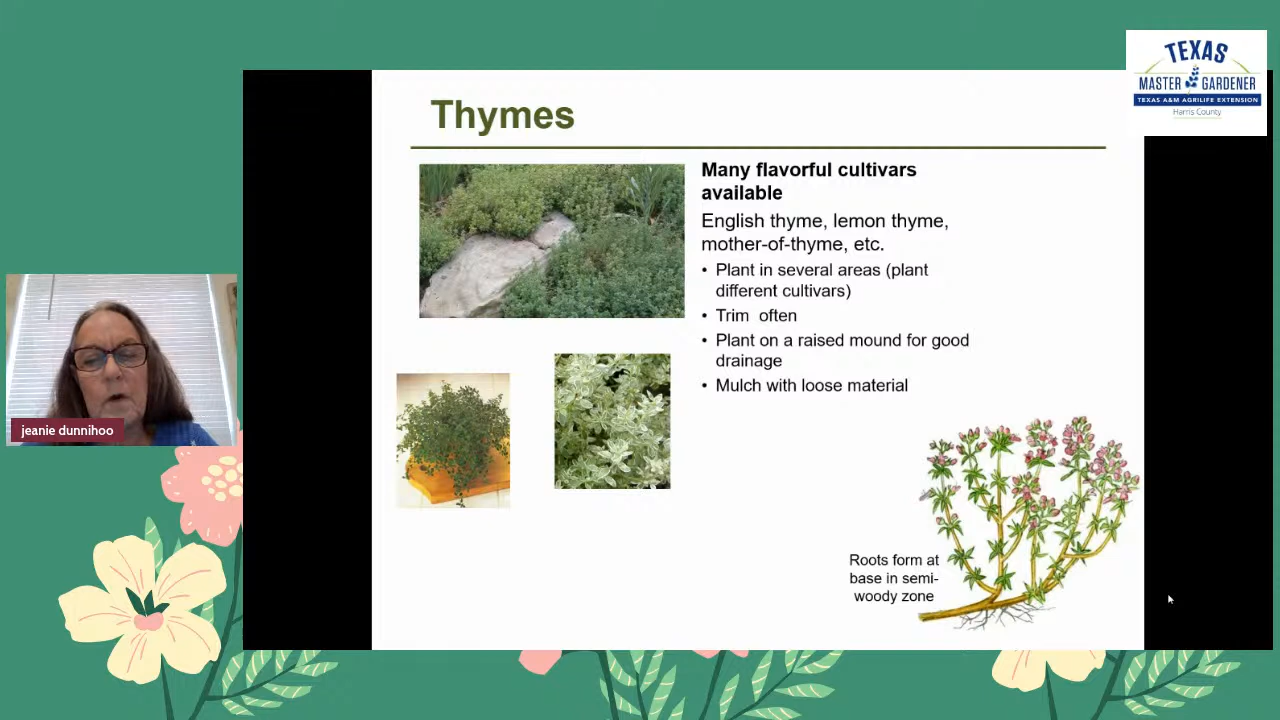 TEXAS
MASTER GARDENER
TEXAS A&M AGRILIFE EXTENSION
Harris County
Thymes
Many flavorful cultivars
available
English thyme, lemon thyme,
mother-of-thyme, etc.
• Plant in several areas (plant
different cultivars)
• Trim often
• Plant on a raised mound for good
drainage
• Mulch with loose material
jeanie dunnihoo
Roots form at
base in semi-
woody zone